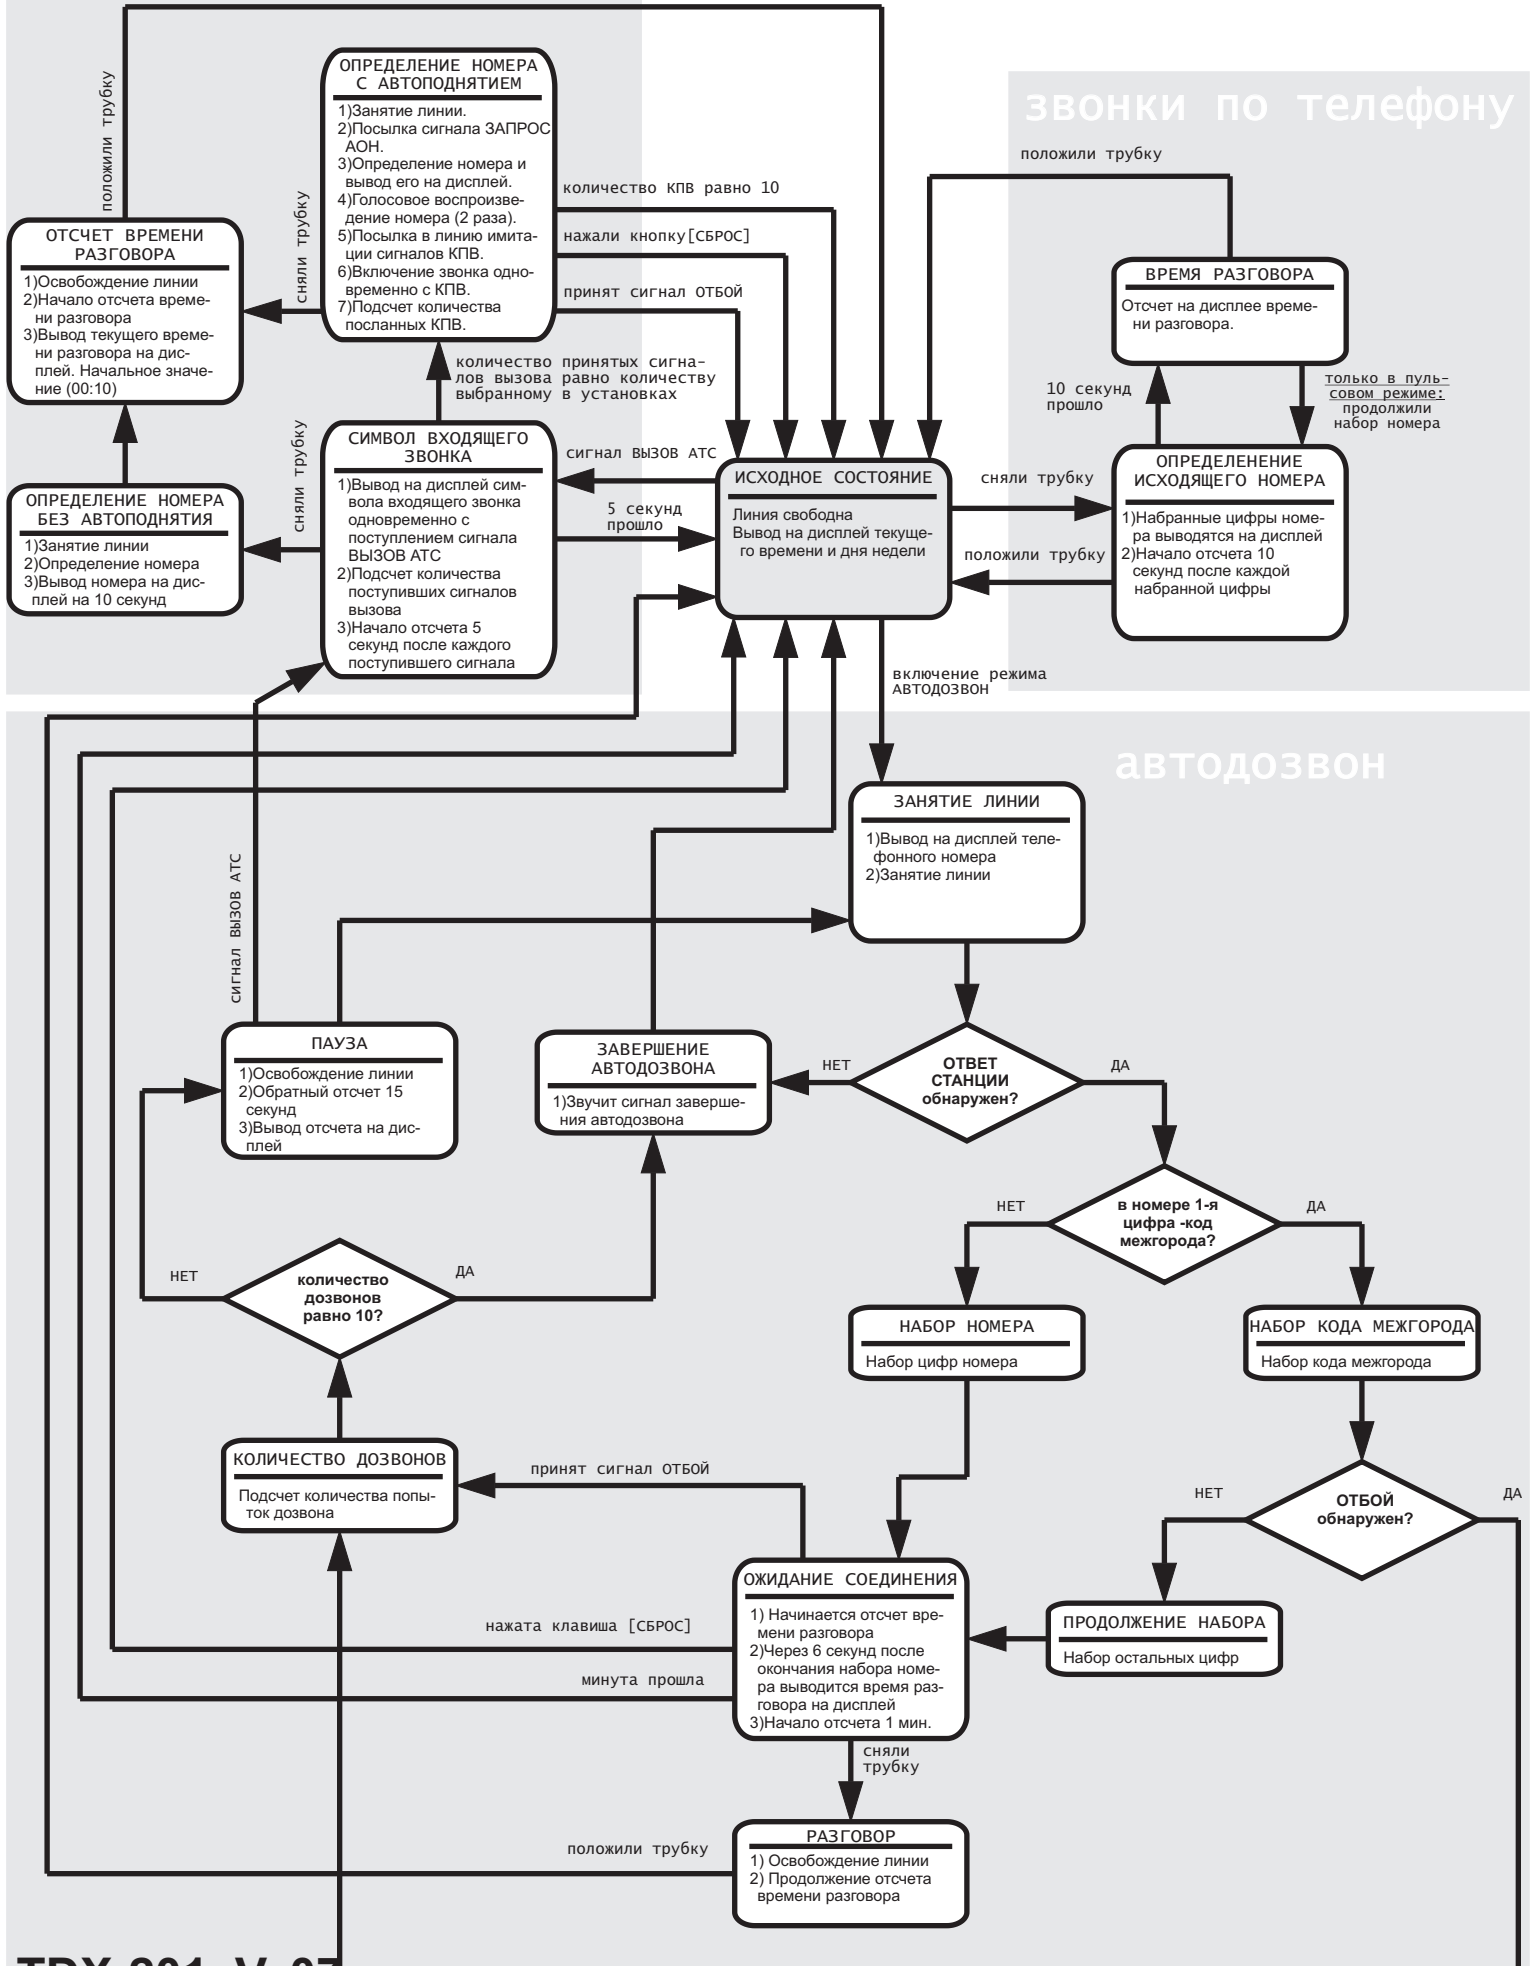 положили трубку
ОПРЕДЕЛЕНИЕ НОМЕРА
С АВТОПОДНЯТИЕМ
1)Занятие линии.
2)Посылка сигнала ЗАПРОС
АОН.
3)Определение номера и
вывод его на дисплей.
4)Голосовое воспроизве-
дение номера (2 раза).
5)Посылка в линию имита-
ции сигналов КПВ.
6)Включение звонка одно-
временно с КПВ.
7)Подсчет количества
посланных КПВ.
звонки по телефону
положили трубку
количество КПВ равно 10
нажали кнопку[СБРОС]
принят сигнал ОТБОЙ
сняли трубку
ОТСЧЕТ ВРЕМЕНИ
РАЗГОВОРА
1)Освобождение линии
2)Начало отсчета време-
ни разговора
3)Вывод текущего време-
ни разговора на дис-
плей. Начальное значе-
ние (00:10)
ВРЕМЯ РАЗГОВОРА
Отсчет на дисплее време-
ни разговора.
количество принятых сигна-
лов вызова равно количеству
выбранному в установках
10 секунд
прошло
только в пуль-
совом режиме:
продолжили
набор номера
СИМВОЛ ВХОДЯЩЕГО
ЗВОНКА
1)Вывод на дисплей сим-
вола входящего звонка
одновременно с
поступлением сигнала
ВЫЗОВ АТС
2)Подсчет количества
поступивших сигналов
вызова
3)Начало отсчета 5
секунд после каждого
поступившего сигнала
сняли трубку
сигнал ВЫЗОВ АТС
5 секунд
прошло
ИСХОДНОЕ СОСТОЯНИЕ
Линия свободна
Вывод на дисплей текуще-
го времени и дня недели
сняли трубку
положили трубку
ОПРЕДЕЛЕНЕНИЕ
ИСХОДЯЩЕГО НОМЕРА
1)Набранные цифры номе-
ра выводятся на дисплей
2)Начало отсчета 10
секунд после каждой
набранной цифры
ОПРЕДЕЛЕНИЕ НОМЕРА
БЕЗ АВТОПОДНЯТИЯ
1)Занятие линии
2)Определение номера
3)Вывод номера на дис-
плей на 10 секунд
включение режима
АВТОДОЗВОН
автодозвон
ЗАНЯТИЕ ЛИНИИ
1)Вывод на дисплей теле-
фонного номера
2)Занятие линии
сигнал ВЫЗОВ АТС
ПАУЗА
1)Освобождение линии
2)Обратный отсчет 15
секунд
3)Вывод отсчета на дис-
плей
ЗАВЕРШЕНИЕ
АВТОДОЗВОНА
1)Звучит сигнал заверше-
ния автодозвона
НЕТ
ОТВЕТ
СТАНЦИИ
обнаружен?
ДА
НЕТ
в номере 1-я
цифра -код
межгорода?
ДА
НЕТ
количество
дозвонов
равно 10?
ДА
НАБОР НОМЕРА
Набор цифр номера
НАБОР КОДА МЕЖГОРОДА
Набор кода межгорода
КОЛИЧЕСТВО ДОЗВОНОВ
Подсчет количества попы-
ток дозвона
принят сигнал ОТБОЙ
НЕТ
ОТБОЙ
обнаружен?
ДА
ОЖИДАНИЕ СОЕДИНЕНИЯ
1) Начинается отсчет вре-
мени разговора
2)Через 6 секунд после
окончания набора номе-
ра выводится время раз-
говора на дисплей
3)Начало отсчета 1 мин.
ПРОДОЛЖЕНИЕ НАБОРА
Набор остальных цифр
нажата клавиша [СБРОС]
минута прошла
сняли
трубку
положили трубку
РАЗГОВОР
1) Освобождение линии
2) Продолжение отсчета
времени разговора